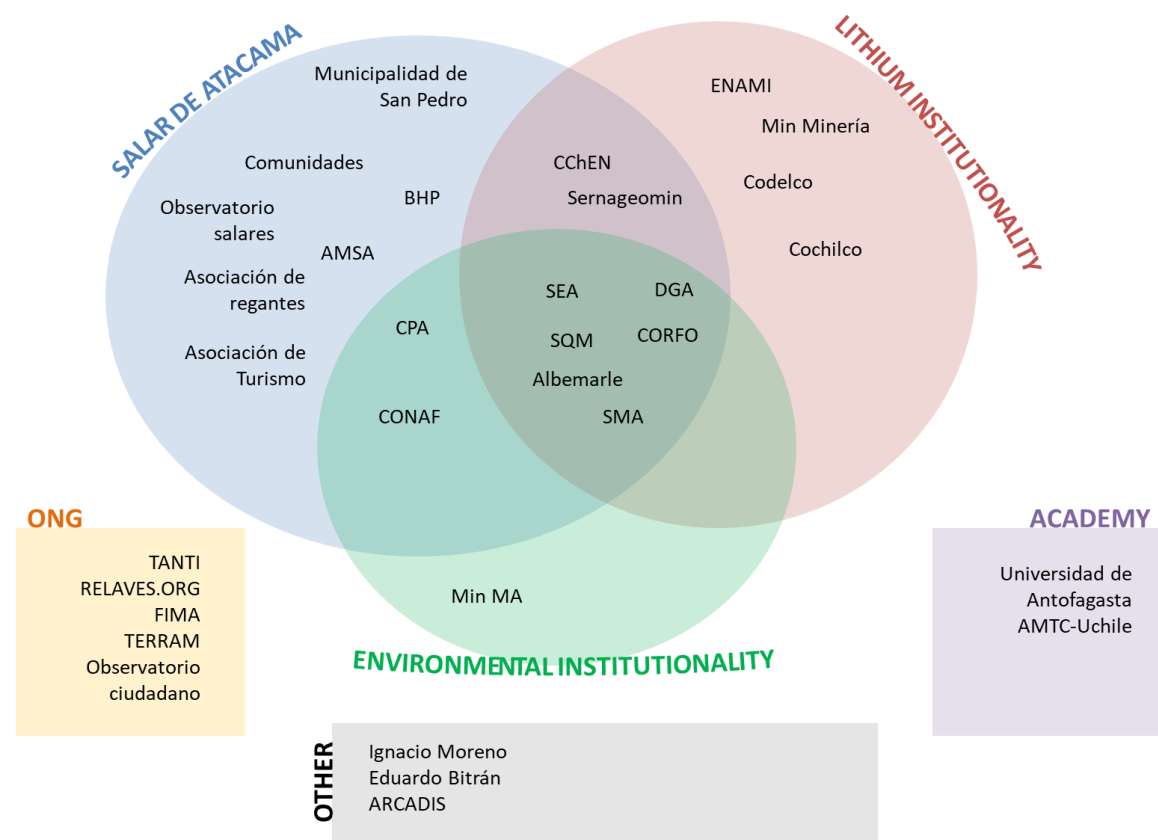 SALAR DE ATACAMA
LITHIUM INSTITUTIONALITY
Municipalidad de
San Pedro
Comunidades
BHP
Observatorio
salares
AMSA
Asociación de
regantes
Asociación de
Turismo
CChEN
Sernageomin
ENAMI
Min Minería
Codelco
Cochilco
CPA
CONAF
SEA
DGA
SQM
CORFO
Albemarle
SMA
Min MA
ENVIRONMENTAL INSTITUTIONALITY
ONG
TANTI
RELAVES.ORG
FIMA
TERRAM
Observatorio
ciudadano
ACADEMY
Universidad de
Antofagasta
AMTC-Uchile
OTHER
Ignacio Moreno
Eduardo Bitrán
ARCADIS